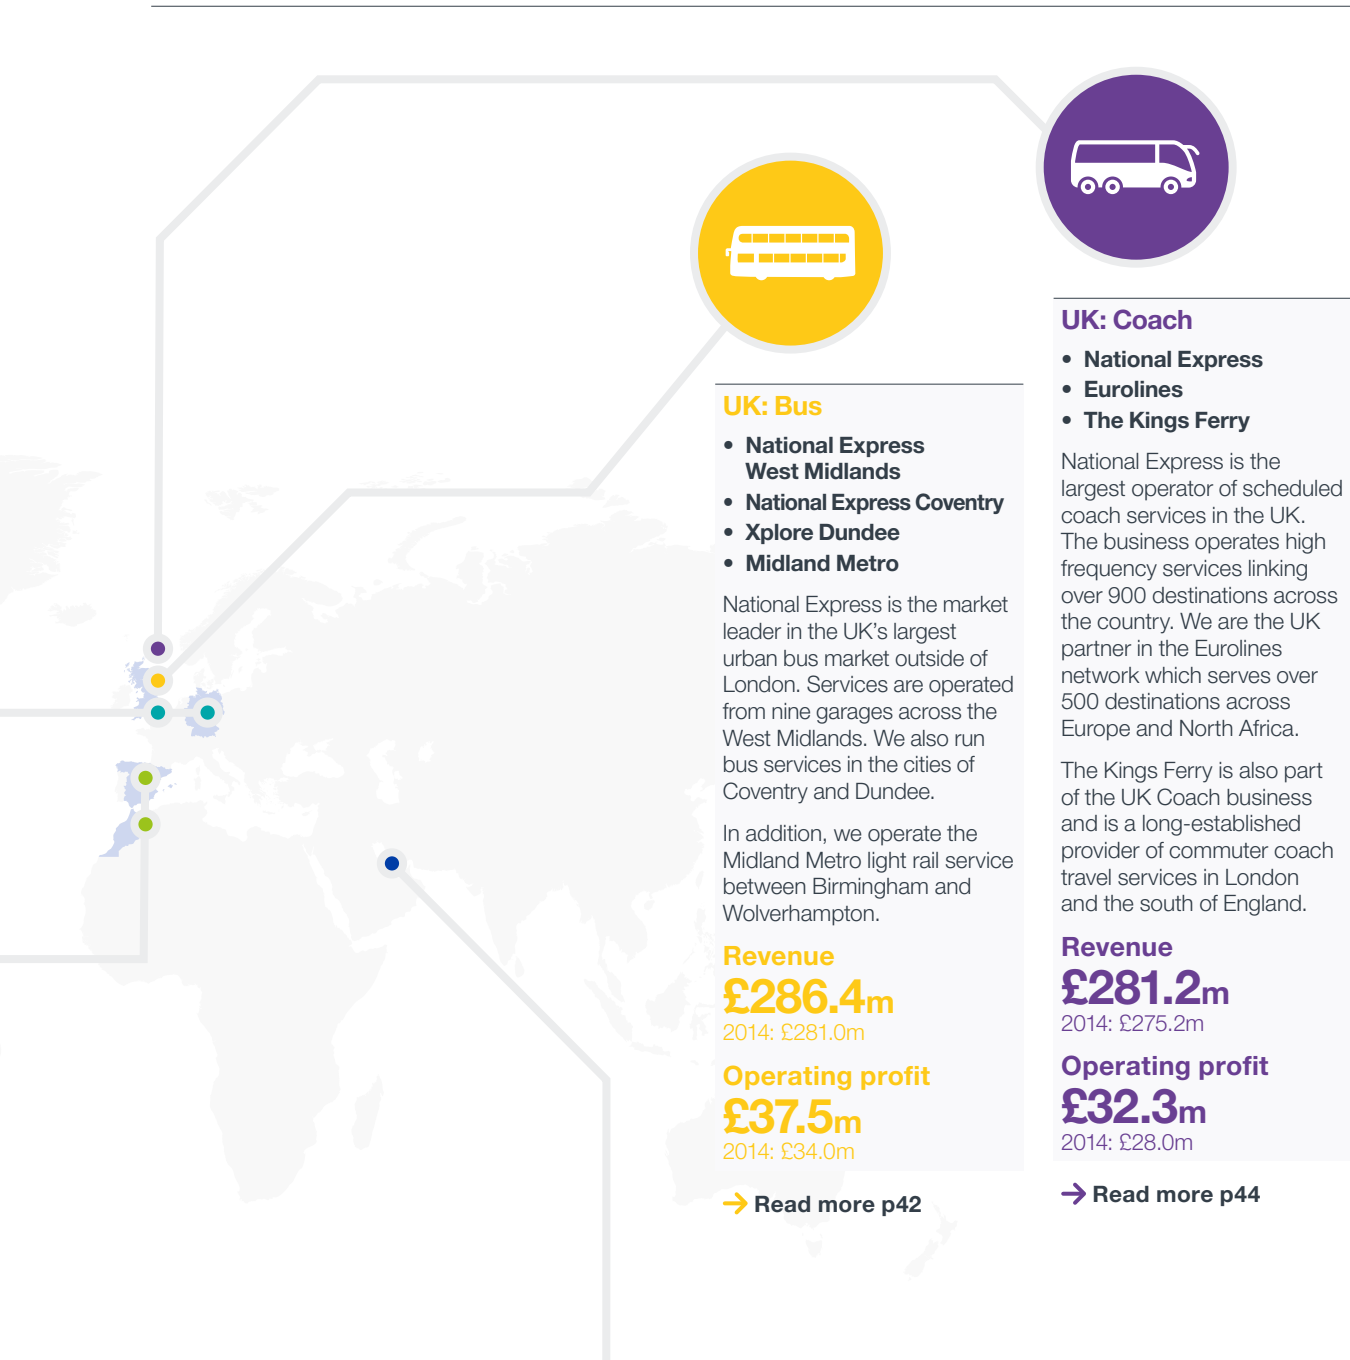 UK: Bus
• National Express
West Midlands
• National Express Coventry
• Xplore Dundee
• Midland Metro
National Express is the market
leader in the UK’s largest
urban bus market outside of
London. Services are operated
from nine garages across the
West Midlands. We also run
bus services in the cities of
Coventry and Dundee.
In addition, we operate the
Midland Metro light rail service
between Birmingham and
Wolverhampton.
Revenue
£286.4m
2014: £281.0m
Operating profit
£37.5m
2014: £34.0m
Read more p42
UK: Coach
• National Express
• Eurolines
• The Kings Ferry
National Express is the
largest operator of scheduled
coach services in the UK.
The business operates high
frequency services linking
over 900 destinations across
the country. We are the UK
partner in the Eurolines
network which serves over
500 destinations across
Europe and North Africa.
The Kings Ferry is also part
of the UK Coach business
and is a long-established
provider of commuter coach
travel services in London
and the south of England.
Revenue
£281.2m
2014: £275.2m
Operating profit
£32.3m
2014: £28.0m
Read more p44